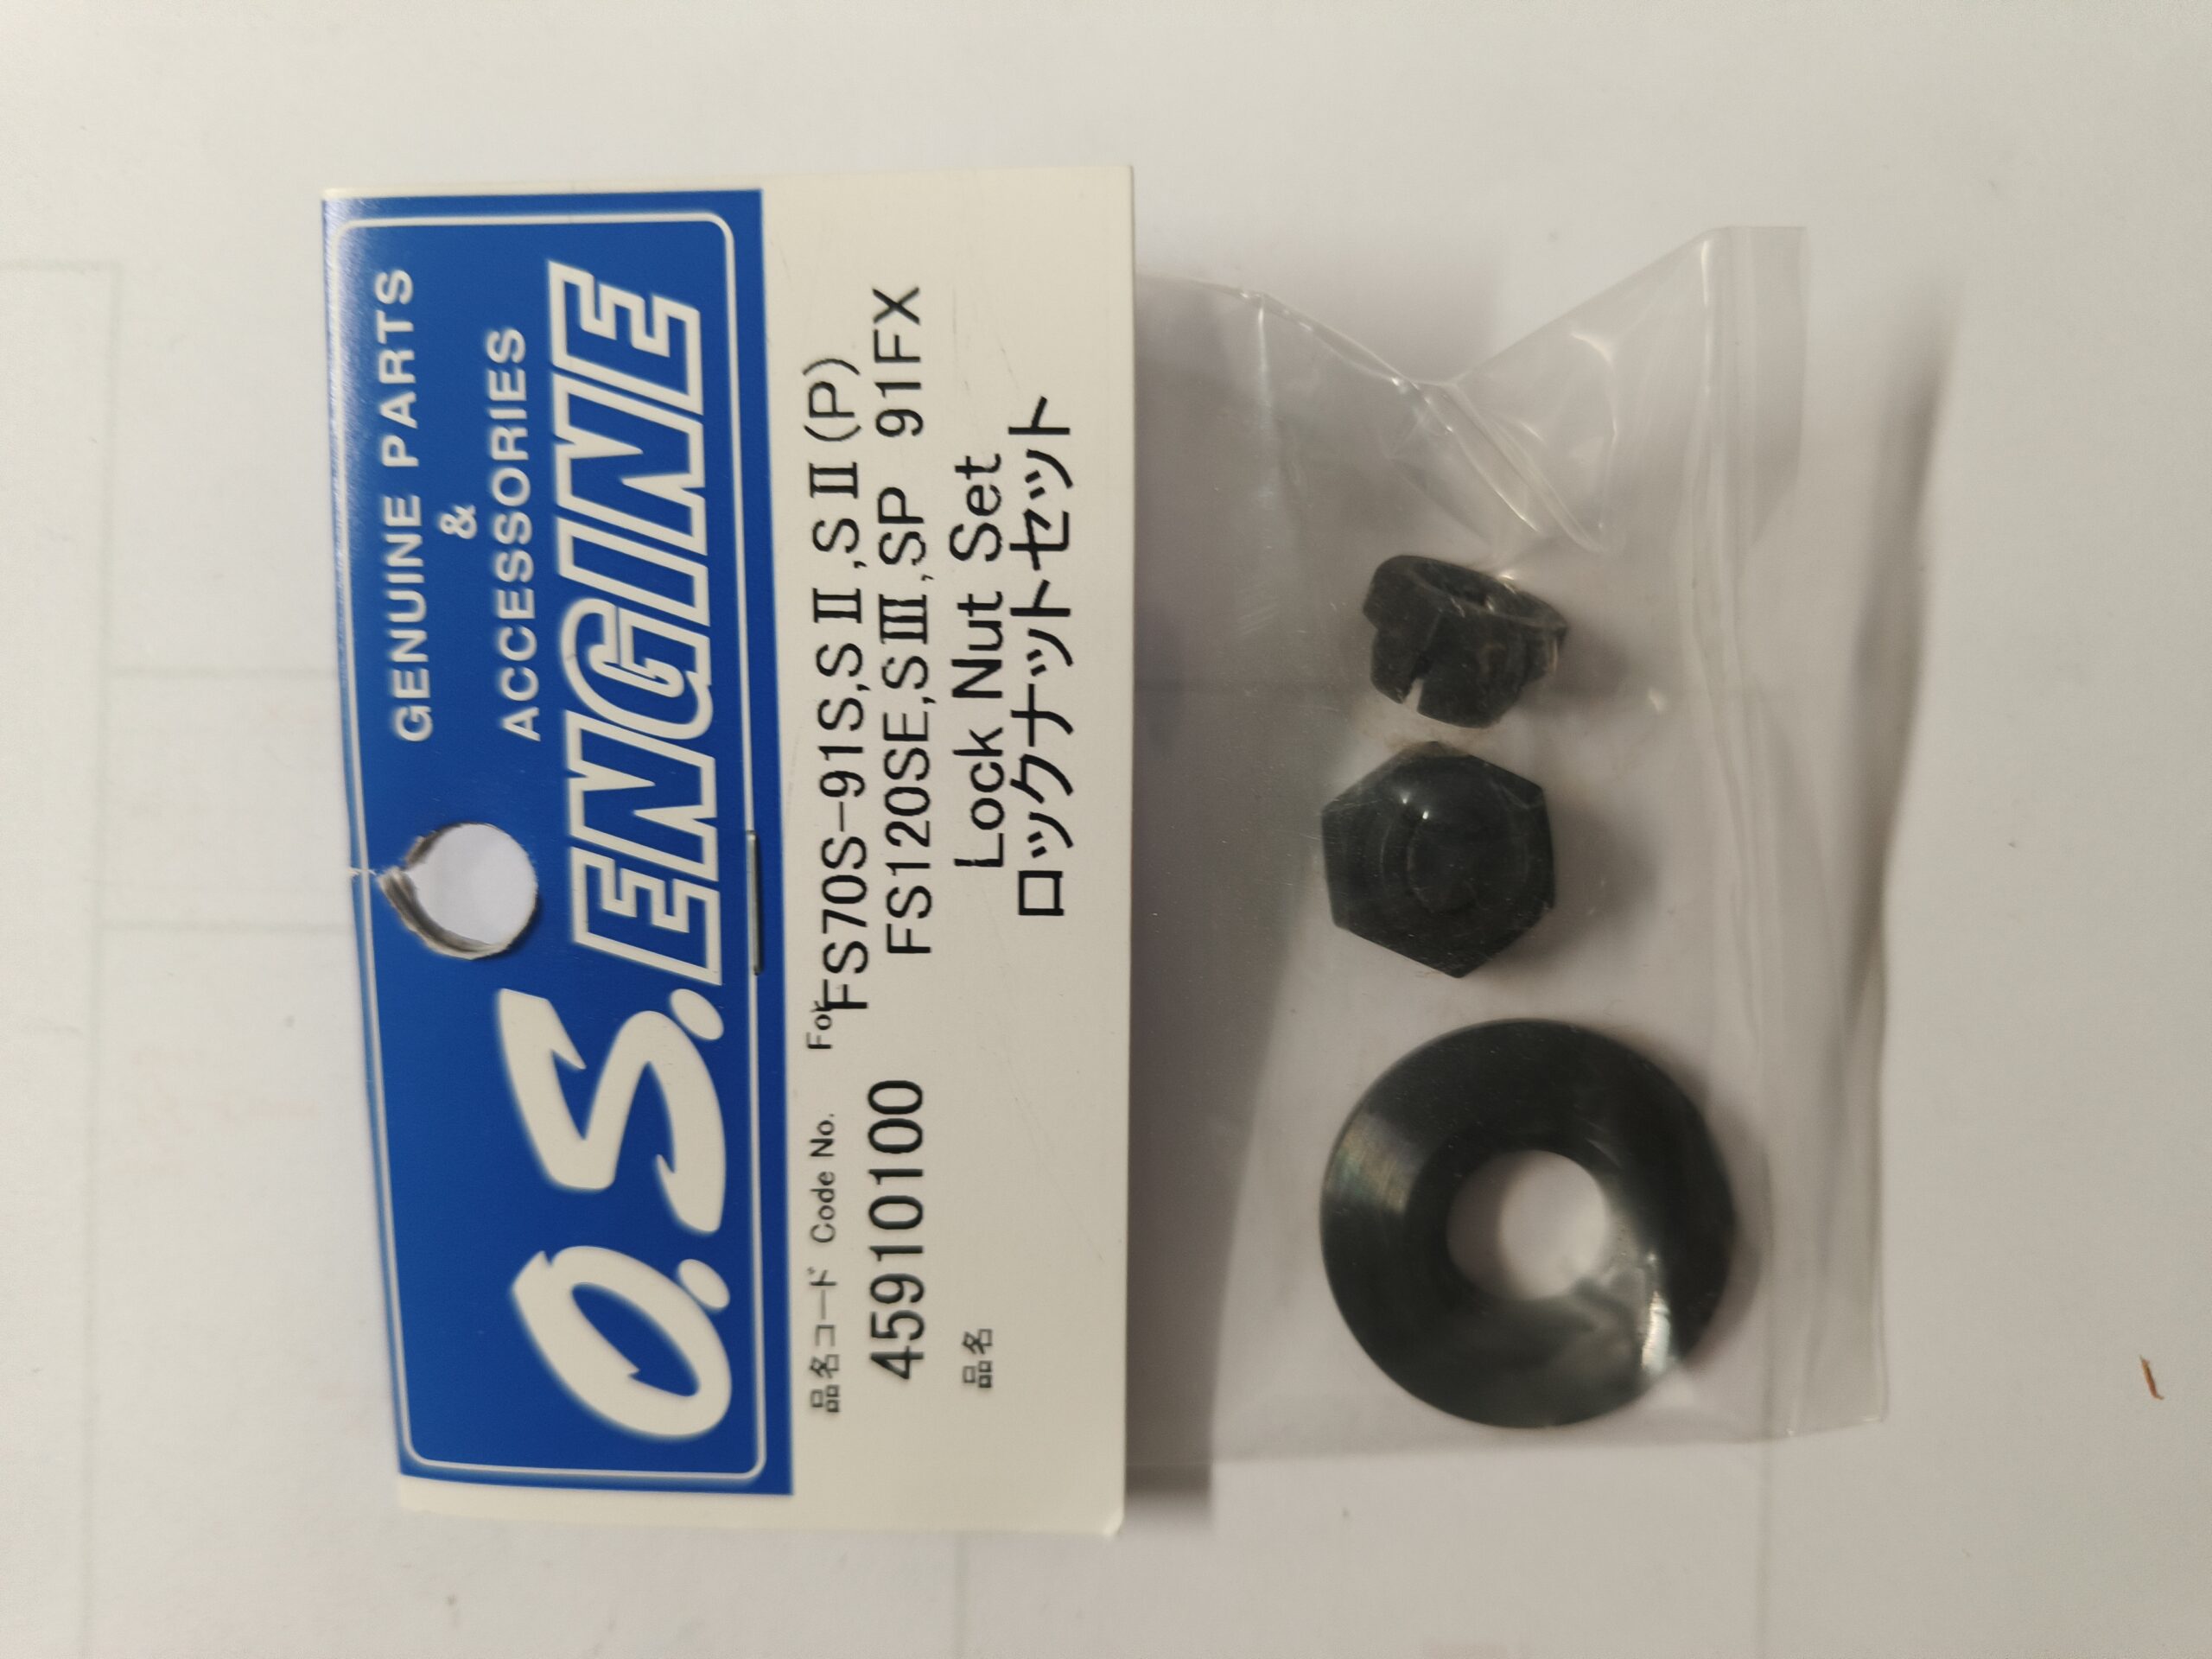 GENUINE PARTS
&
ACCESSORIES
O.S. ENGINE
品名コード Code No. For
FS70S-91S,SⅡ,SⅡ(P)
45910100 FS120SE,SⅢ,SP 91FX
品名 Lock Nut Set
ロックナットセット